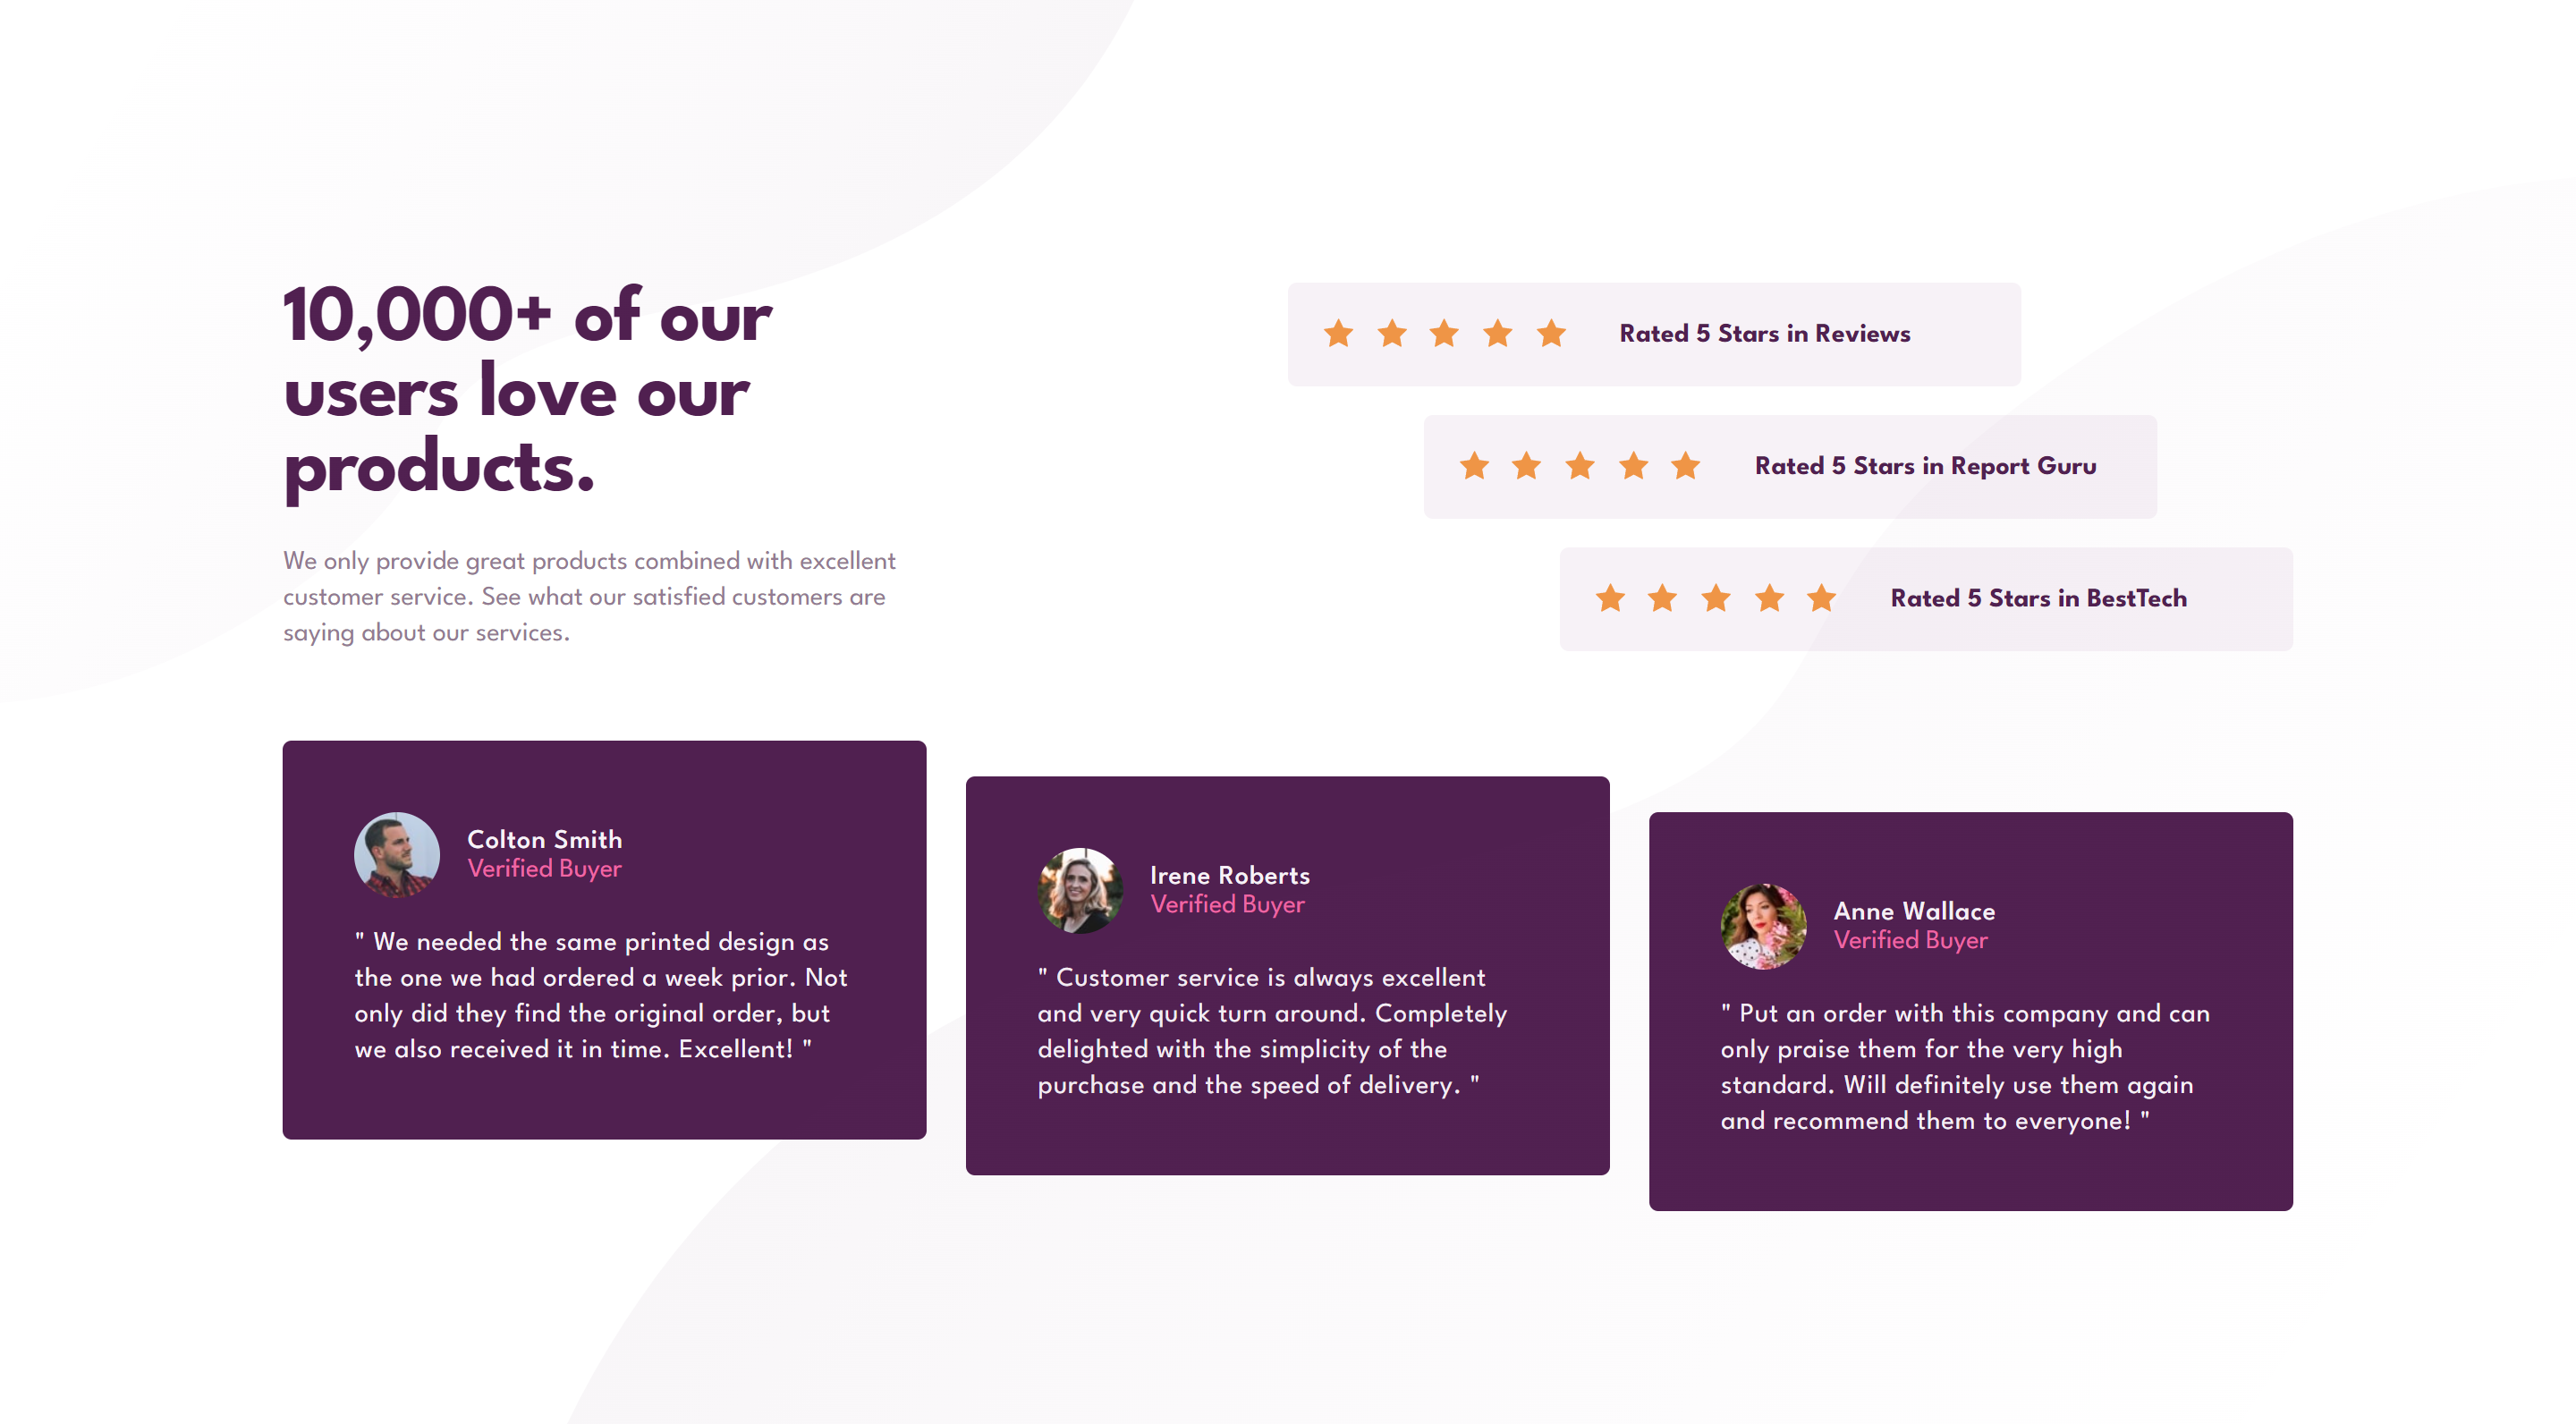 10,000+ of our
users love our
products.
We only provide great products combined with excellent
customer service. See what our satisfied customers are
saying about our services.
Rated 5 Stars in Reviews
Rated 5 Stars in Report Guru
Rated 5 Stars in BestTech
Colton Smith
Verified Buyer
" We needed the same printed design as
the one we had ordered a week prior. Not
only did they find the original order, but
we also received it in time. Excellent! "
Irene Roberts
Verified Buyer
" Customer service is always excellent
and very quick turn around. Completely
delighted with the simplicity of the
purchase and the speed of delivery. "
Anne Wallace
Verified Buyer
" Put an order with this company and can
only praise them for the very high
standard. Will definitely use them again
and recommend them to everyone! "